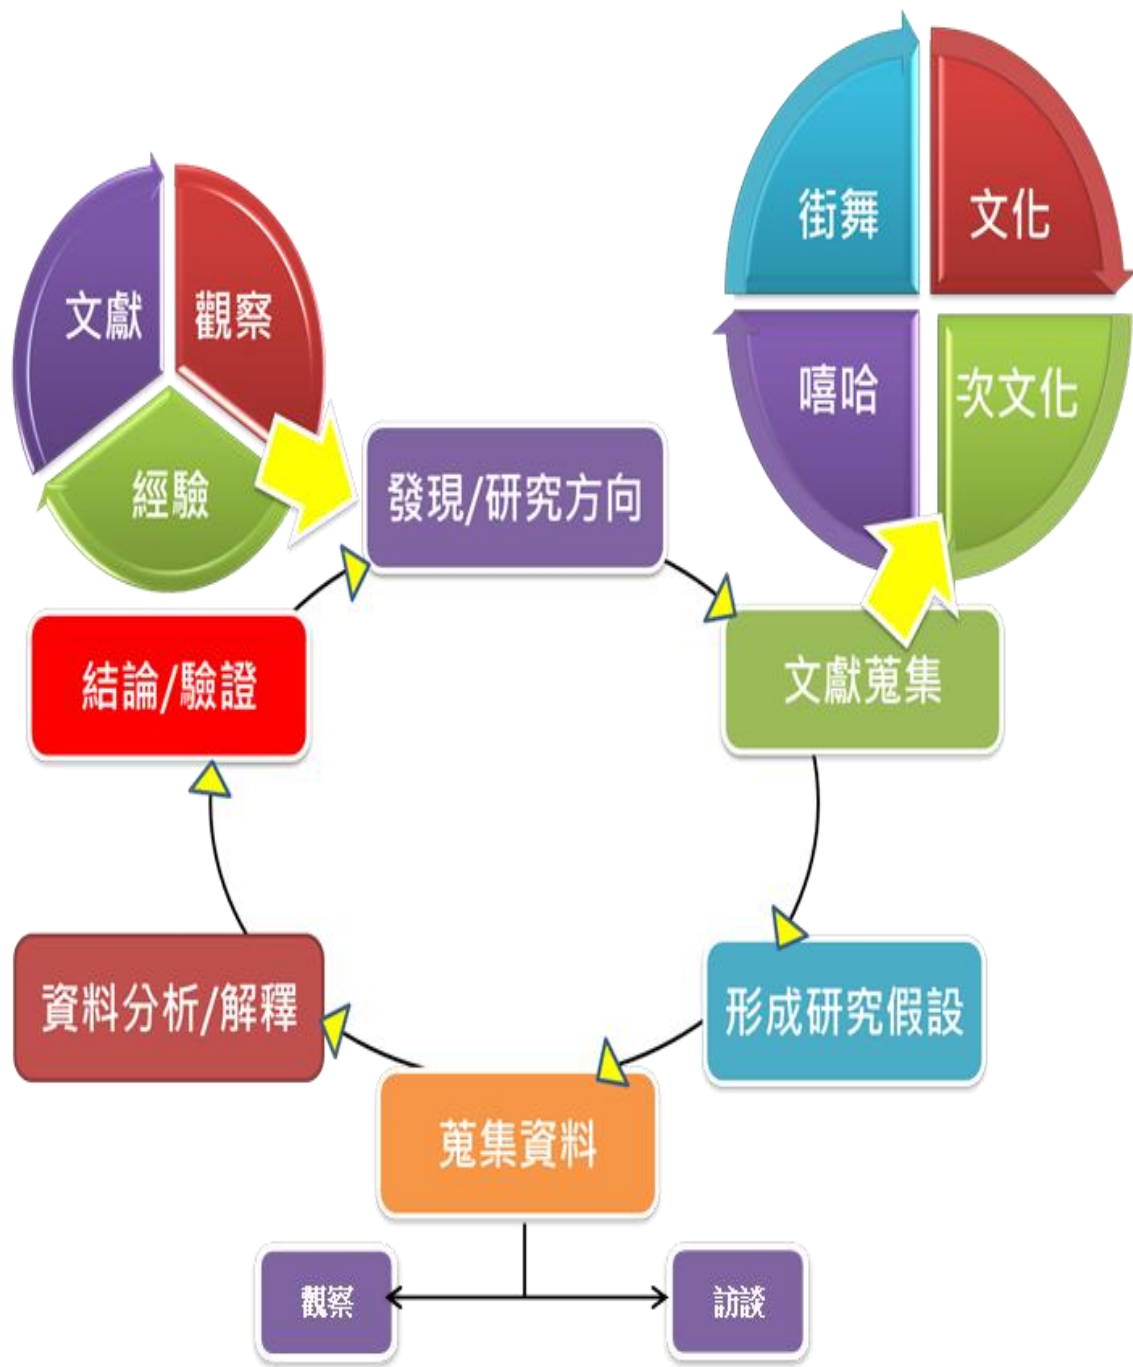 街舞
文化
嘻哈
次文化
文獻
觀察
經驗
發現/研究方向
文獻蒐集
形成研究假設
蒐集資料
資料分析/解釋
結論/驗證
觀察
訪談